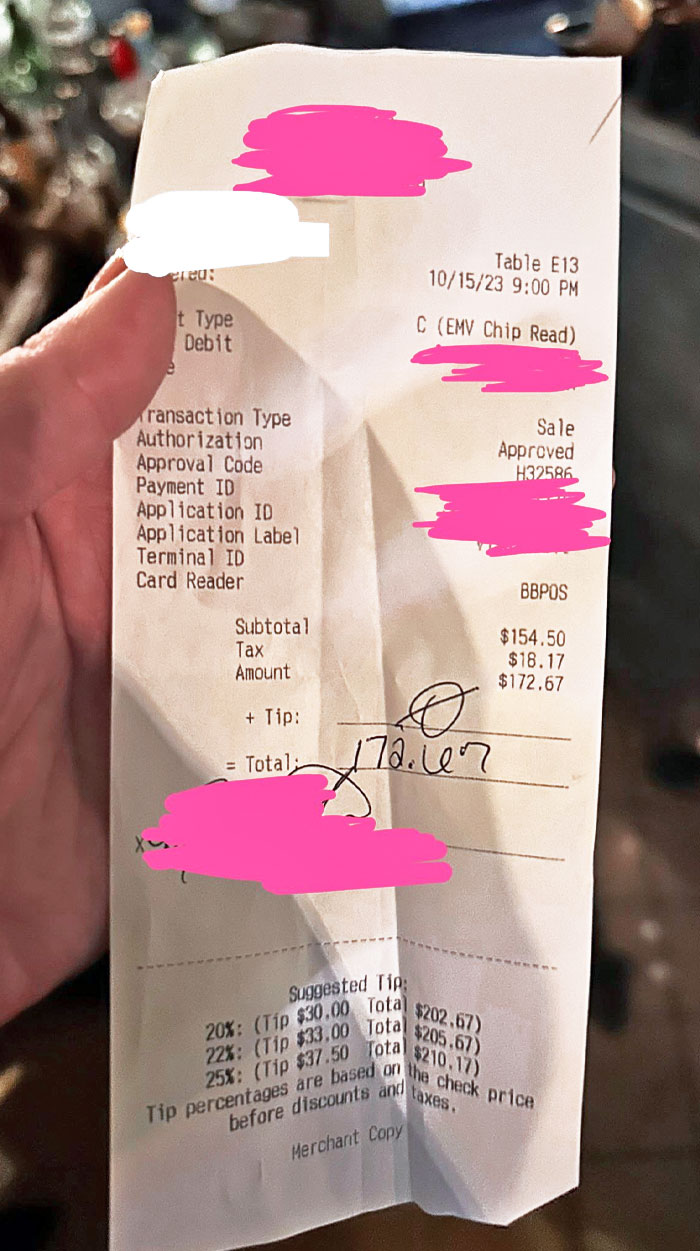 Table E13
10/15/23 9:00 PM
t Type C (EMV Chip Read)
Debit
Transaction Type Sale
Authorization Approved
Approval Code H32586
Payment ID
Application ID
Application Label
Terminal ID
Card Reader BBPOS
Subtotal $154.50
Tax $18.17
Amount $172.67
+ Tip: 0
= Total: 172.67
X
Suggested Tip:
20%: (Tip $30.00 Total $202.67)
22%: (Tip $33.00 Total $205.67)
25%: (Tip $37.50 Total $210.17)
Tip percentages are based on the check price
before discounts and taxes.
Merchant Copy